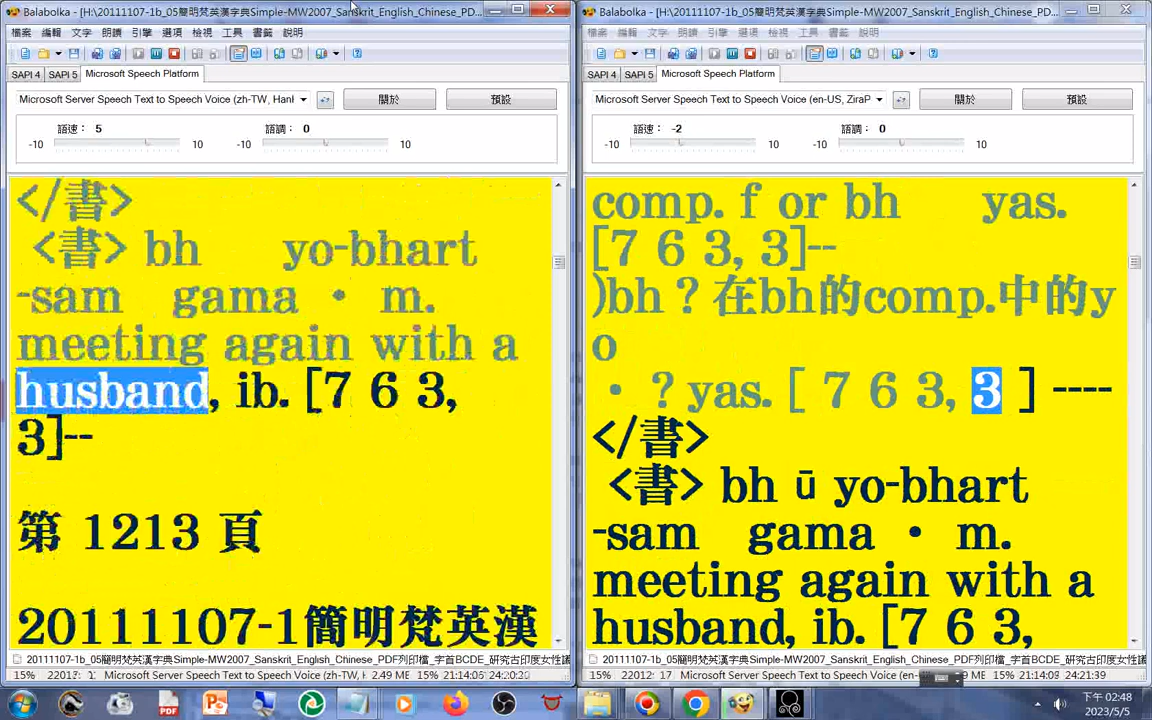 Balabolka - [H:\20111107-1b_05簡明梵英漢字典Simple-MW2007_Sanskrit_English_Chinese_PD...
檔案 編輯 文字 朗讀 引擎 選項 檢視 工具 書籤 說明
SAPI 4 SAPI 5 Microsoft Speech Platform
Microsoft Server Speech Text to Speech Voice (zh-TW, Hanl
關於
預設
語速： 5
語調： 0
-10 10 -10 10
</書>
<書> bh yo-bhart
-sam gama • m.
meeting again with a
husband, ib. [7 6 3,
3]--
第 1213 頁
20111107-1簡明梵英漢
20111107-1b_05簡明梵英漢字典Simple-MW2007_Sanskrit_English_Chinese_PDF列印檔_字首BCDE_研究古印度女性議
15% 22017: 1: Microsoft Server Speech Text to Speech Voice (zh-TW, H 2.49 ME 15% 21:14:05 24:20:20
Balabolka - [H:\20111107-1b_05簡明梵英漢字典Simple-MW2007_Sanskrit_English_Chinese_PD...
檔案 編輯 文字 朗讀 引擎 選項 檢視 工具 書籤 說明
SAPI 4 SAPI 5 Microsoft Speech Platform
Microsoft Server Speech Text to Speech Voice (en-US, ZiraP
關於
預設
語速： -2
語調： 0
-10 10 -10 10
comp. f or bh yas.
[7 6 3, 3]--
)bh ? 在bh的comp.中的y
o
• ? yas. [ 7 6 3, 3 ] ----
</書>
<書> bh ū yo-bhart
-sam gama • m.
meeting again with a
husband, ib. [7 6 3,
20111107-1b_05簡明梵英漢字典Simple-MW2007_Sanskrit_English_Chinese_PDF列印檔_字首BCDE_研究古印度女性議
15% 22012: 17 Microsoft Server Speech Text to Speech Voice (en-US, 15% 21:14:09 24:21:39
下午 02:48
2023/5/5